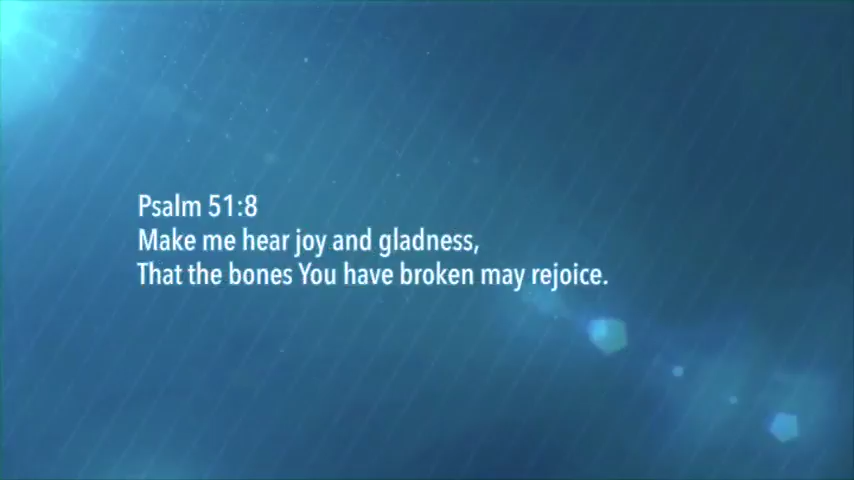 Psalm 51:8
Make me hear joy and gladness,
That the bones You have broken may rejoice.